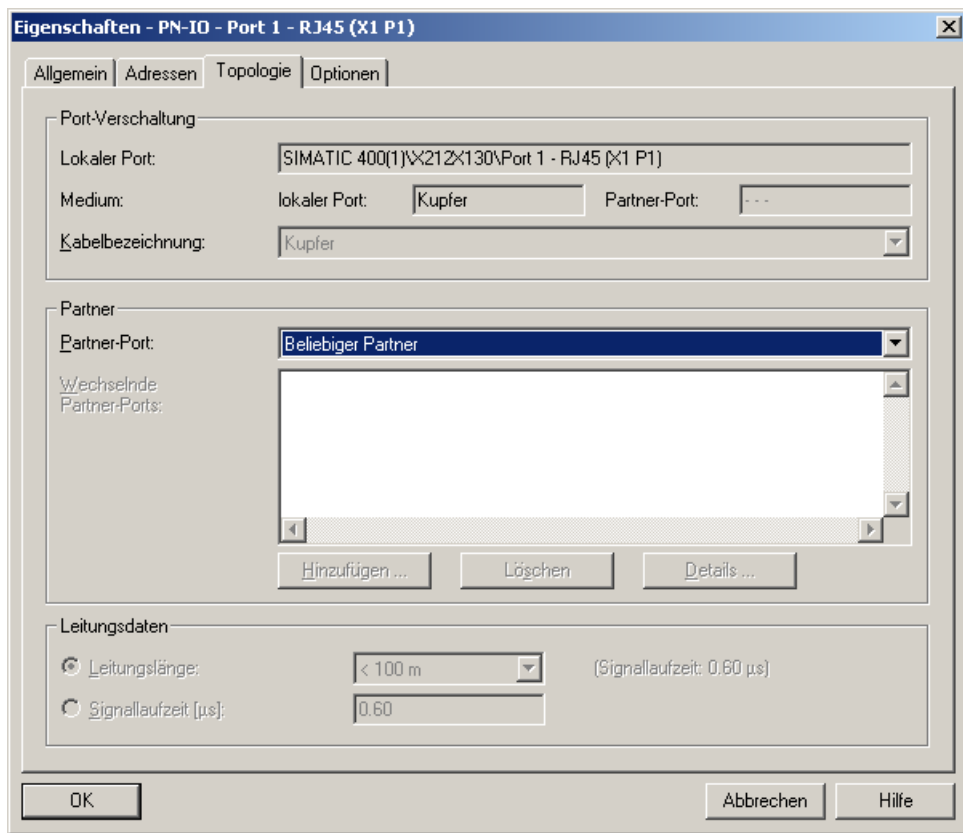 Eigenschaften - PN-IO - Port 1 - RJ45 (X1 P1)
Allgemein Adressen Topologie Optionen
Port-Verschaltung
Lokaler Port: SIMATIC 400(1)\X212X130\Port 1 - RJ45 (X1 P1)
Medium: lokaler Port: Kupfer Partner-Port: - - -
Kabelbezeichnung: Kupfer
Partner
Partner-Port: Beliebiger Partner
Wechselnde
Partner-Ports:
Hinzufügen ... Löschen Details ...
Leitungsdaten
Leitungslänge: < 100 m (Signallaufzeit: 0.60 µs)
Signallaufzeit [µs]: 0.60
OK Abbrechen Hilfe